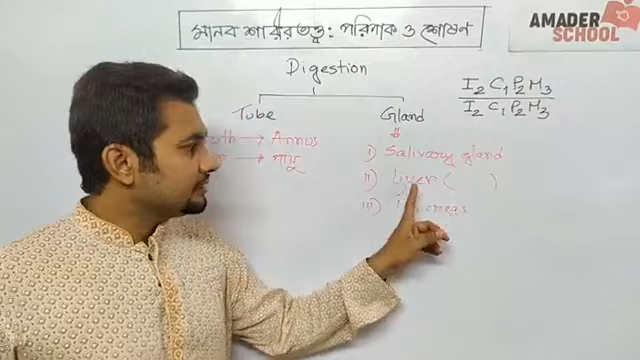 AMADER
SCHOOL
মানব শারীরতত্ত্ব: পরিপাক ও শোষণ
Digestion
I2 C1 P2 M3
I2 C1 P2 M3
Tube Gland
→ Annus
→ পায়ু
i) Salivary gland
ii) Liver ( )
iii)